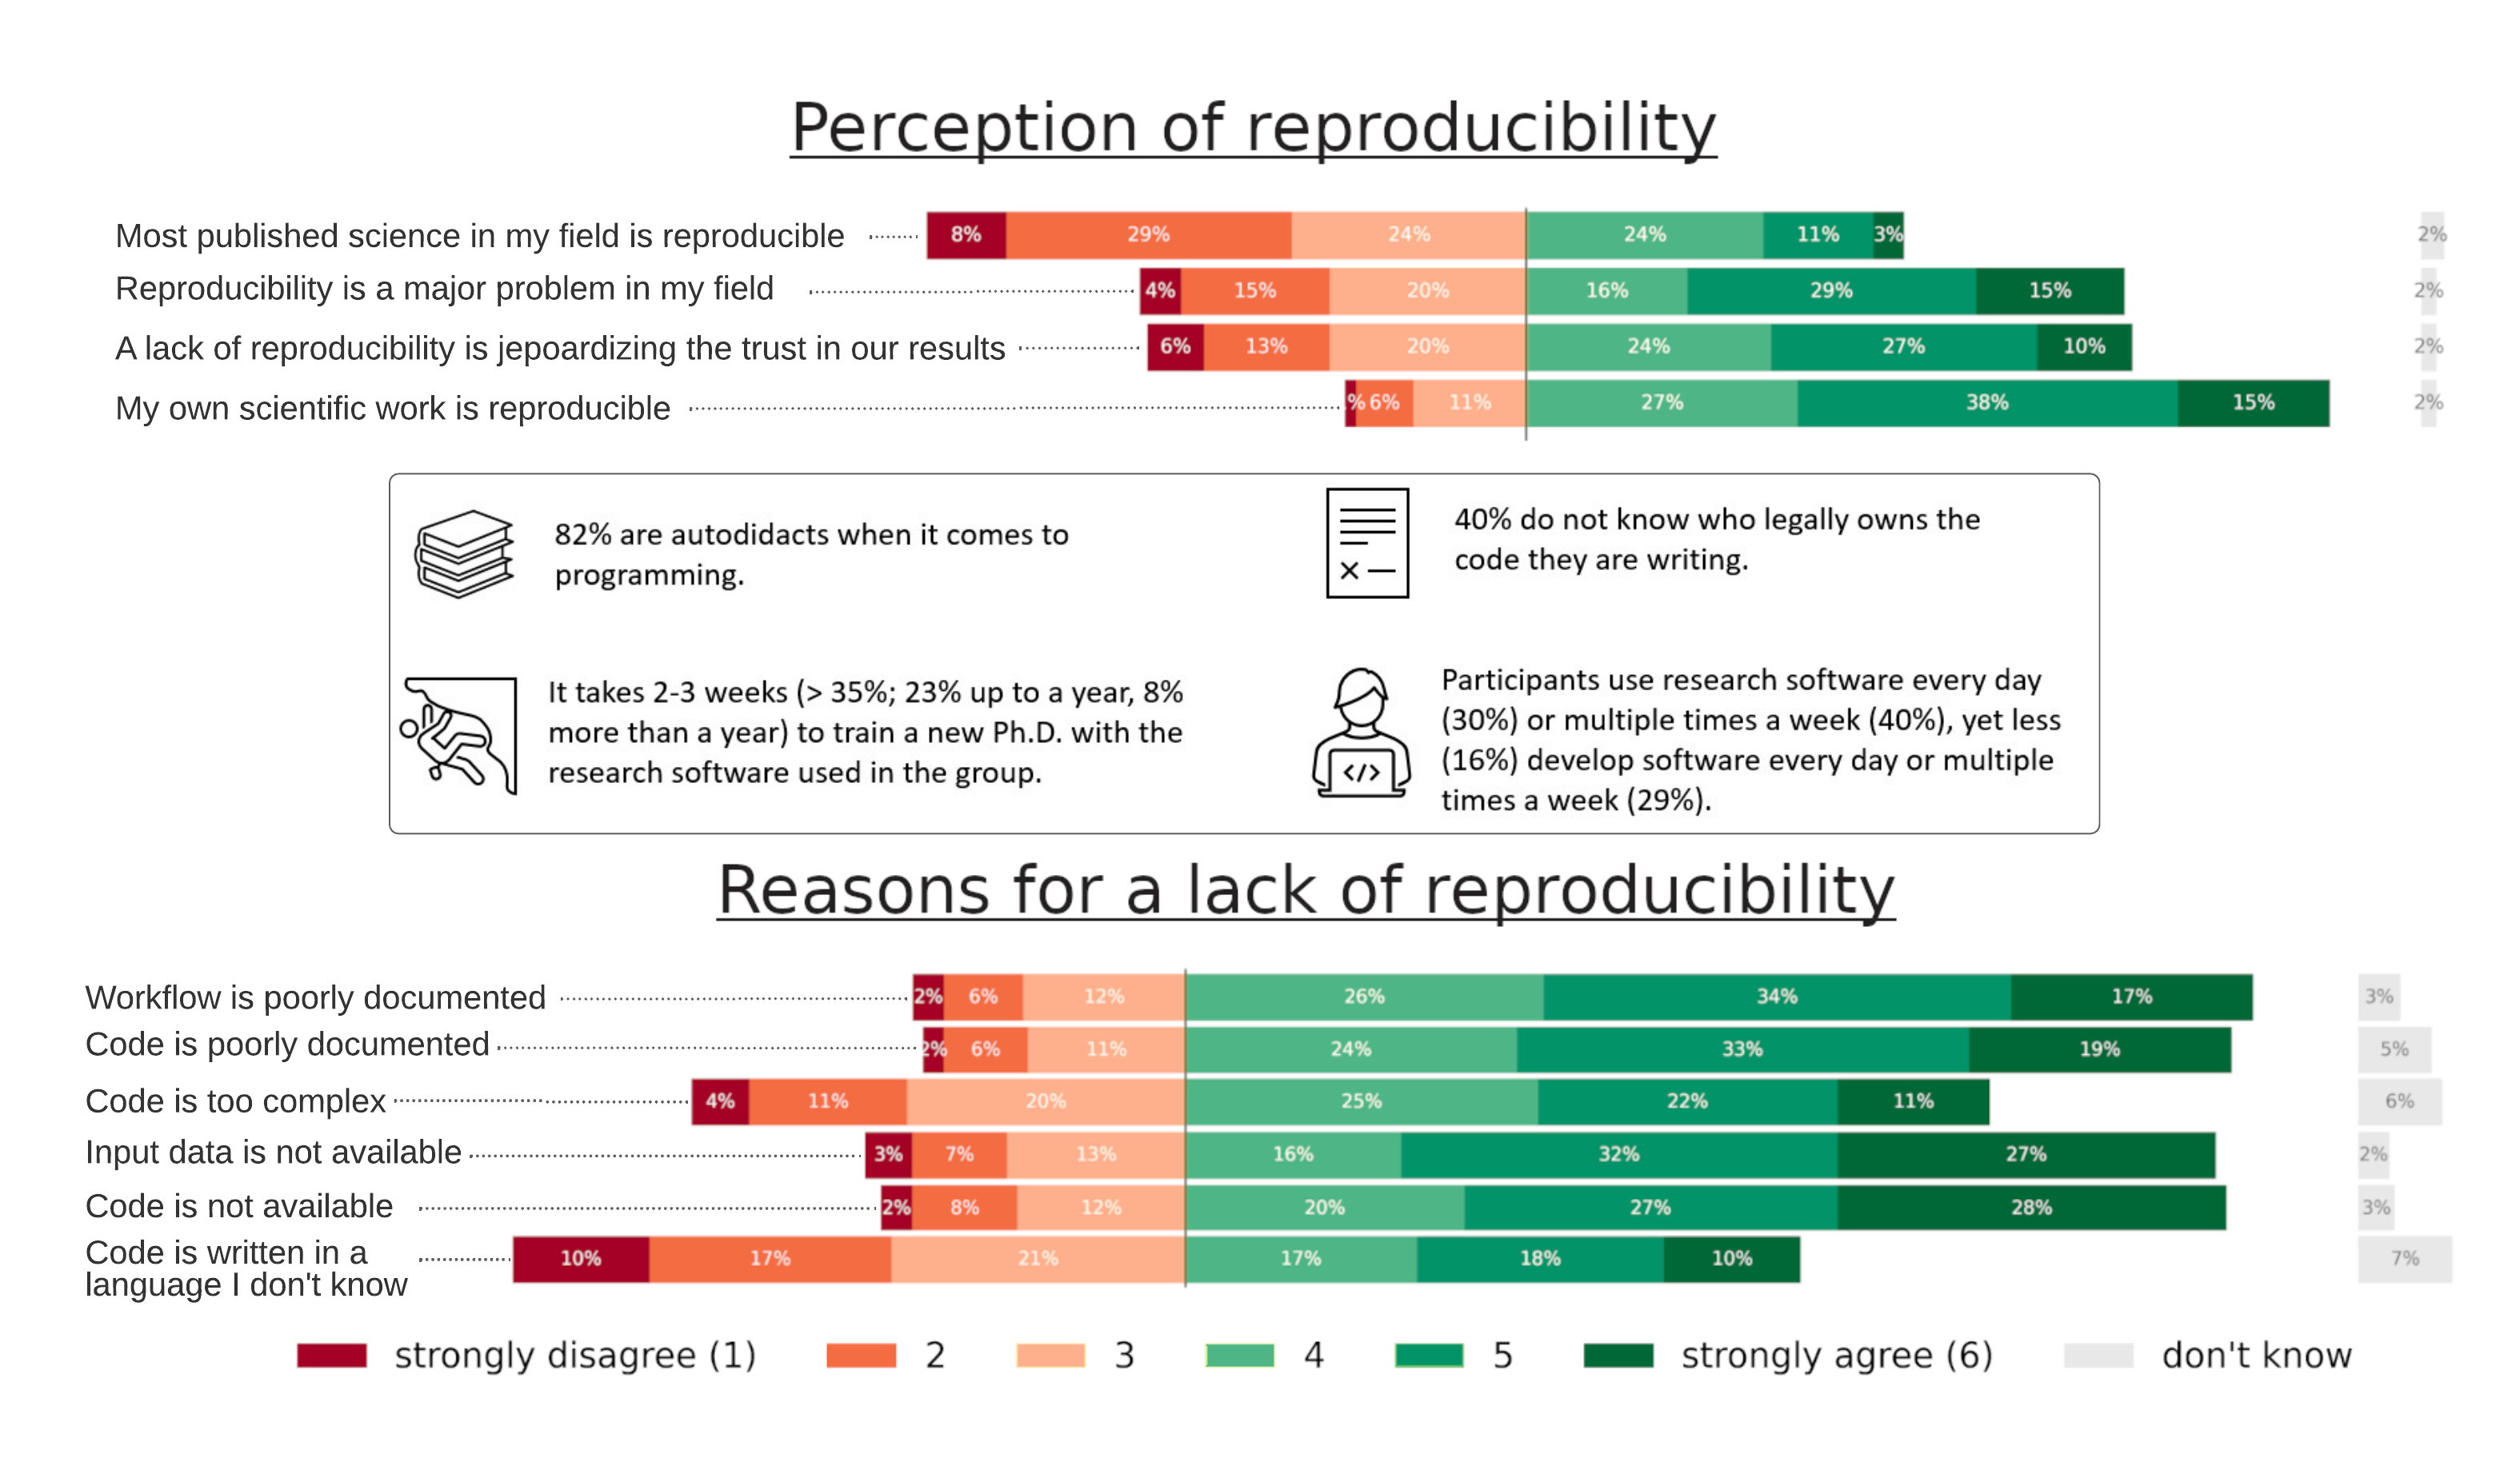 Perception of reproducibility
Most published science in my field is reproducible 8% 29% 24% 24% 11% 3% 2%
Reproducibility is a major problem in my field 4% 15% 20% 16% 29% 15% 2%
A lack of reproducibility is jepoardizing the trust in our results 6% 13% 20% 24% 27% 10% 2%
My own scientific work is reproducible % 6% 11% 27% 38% 15% 2%
82% are autodidacts when it comes to
programming.
40% do not know who legally owns the
code they are writing.
It takes 2-3 weeks (> 35%; 23% up to a year, 8%
more than a year) to train a new Ph.D. with the
research software used in the group.
Participants use research software every day
(30%) or multiple times a week (40%), yet less
(16%) develop software every day or multiple
times a week (29%).
Reasons for a lack of reproducibility
Workflow is poorly documented 2% 6% 12% 26% 34% 17% 3%
Code is poorly documented 2% 6% 11% 24% 33% 19% 5%
Code is too complex 4% 11% 20% 25% 22% 11% 6%
Input data is not available 3% 7% 13% 16% 32% 27% 2%
Code is not available 2% 8% 12% 20% 27% 28% 3%
Code is written in a
language I don't know 10% 17% 21% 17% 18% 10% 7%
strongly disagree (1) 2 3 4 5 strongly agree (6) don't know